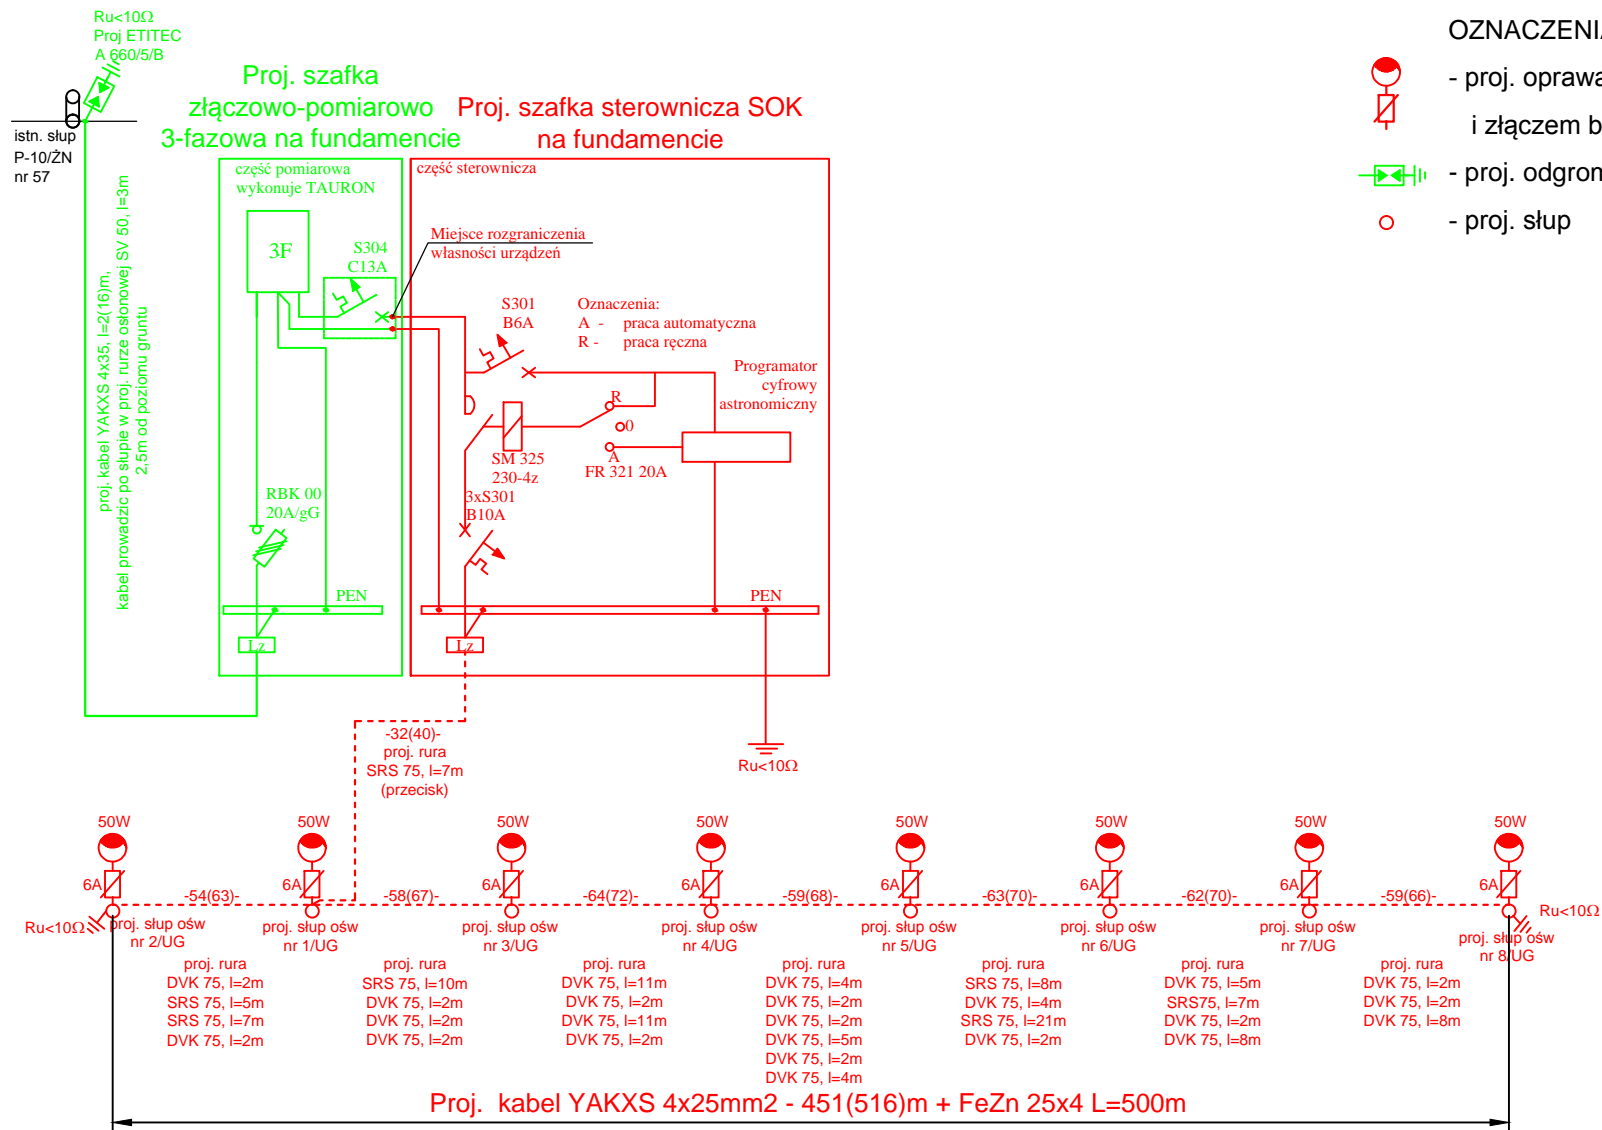 Ru<10Ω
Proj ETITEC
A 660/5/B
istn. słup
P-10/ŻN
nr 57
proj. kabel YAKXS 4x35, l=2(16)m,
kabel prowadzic po słupie w proj. rurze osłonowej SV 50, l=3m
2,5m od poziomu gruntu
Proj. szafka
złączowo-pomiarowo
3-fazowa na fundamencie
część pomiarowa
wykonuje TAURON
3F
S304
C13A
RBK 00
20A/gG
PEN
Lz
Proj. szafka sterownicza SOK
na fundamencie
część sterownicza
Miejsce rozgraniczenia
własności urządzeń
S301
B6A
Oznaczenia:
A - praca automatyczna
R - praca ręczna
Programator
cyfrowy
astronomiczny
R
0
A
FR 321 20A
SM 325
230-4z
3xS301
B10A
PEN
Lz
Ru<10Ω
OZNACZENIA
- proj. oprawa
i złączem b
- proj. odgrom
- proj. słup
-32(40)-
proj. rura
SRS 75, l=7m
(przecisk)
50W 50W 50W 50W 50W 50W 50W 50W
6A 6A 6A 6A 6A 6A 6A 6A
-54(63)- -58(67)- -64(72)- -59(68)- -63(70)- -62(70)- -59(66)-
Ru<10Ω
Ru<10Ω
proj. słup ośw
nr 2/UG
proj. słup ośw
nr 1/UG
proj. słup ośw
nr 3/UG
proj. słup ośw
nr 4/UG
proj. słup ośw
nr 5/UG
proj. słup ośw
nr 6/UG
proj. słup ośw
nr 7/UG
proj. słup ośw
nr 8/UG
proj. rura
DVK 75, l=2m
SRS 75, l=5m
SRS 75, l=7m
DVK 75, l=2m
proj. rura
SRS 75, l=10m
DVK 75, l=2m
DVK 75, l=2m
DVK 75, l=2m
proj. rura
DVK 75, l=11m
DVK 75, l=2m
DVK 75, l=11m
DVK 75, l=2m
proj. rura
DVK 75, l=4m
DVK 75, l=2m
DVK 75, l=2m
DVK 75, l=5m
DVK 75, l=2m
DVK 75, l=4m
proj. rura
SRS 75, l=8m
DVK 75, l=4m
SRS 75, l=21m
DVK 75, l=2m
proj. rura
DVK 75, l=5m
SRS75, l=7m
DVK 75, l=2m
DVK 75, l=8m
proj. rura
DVK 75, l=2m
DVK 75, l=2m
DVK 75, l=8m
Proj. kabel YAKXS 4x25mm2 - 451(516)m + FeZn 25x4 L=500m